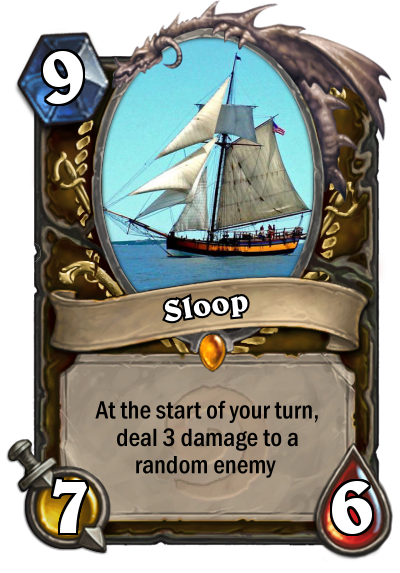 9
Sloop
At the start of your turn,
deal 3 damage to a
random enemy
7
6